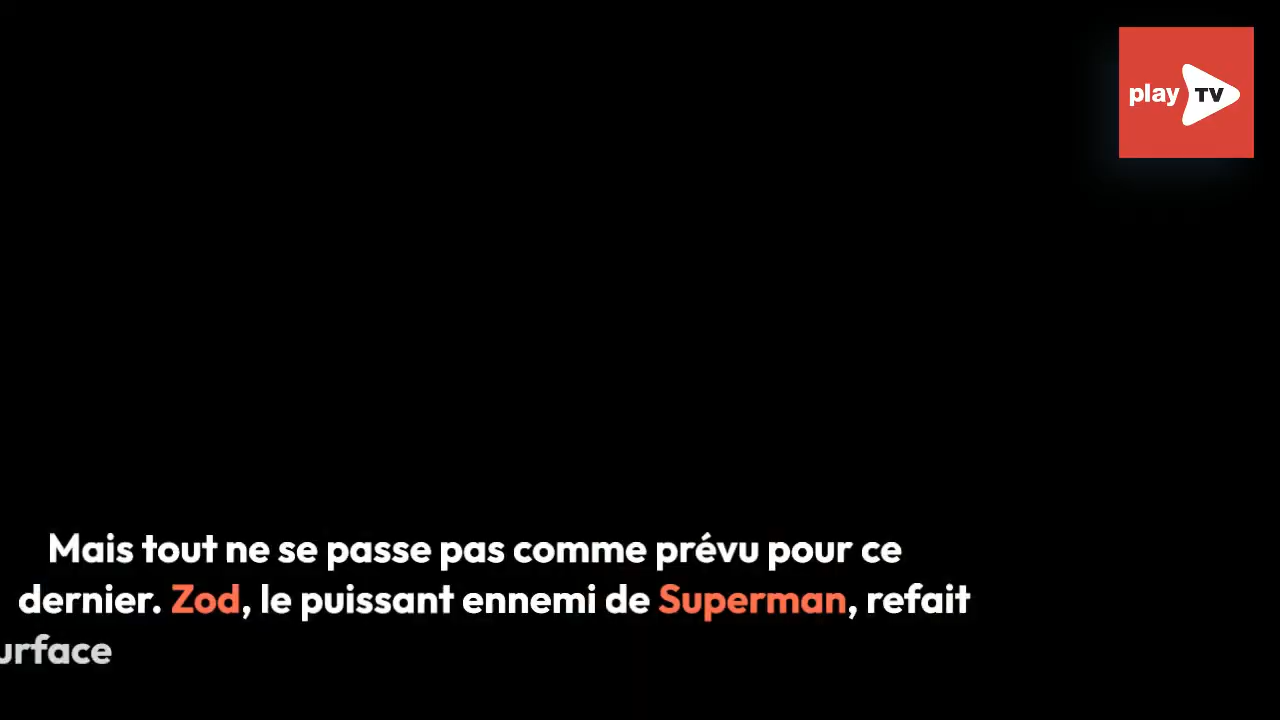 play TV
Mais tout ne se passe pas comme prévu pour ce
dernier. Zod, le puissant ennemi de Superman, refait
urface